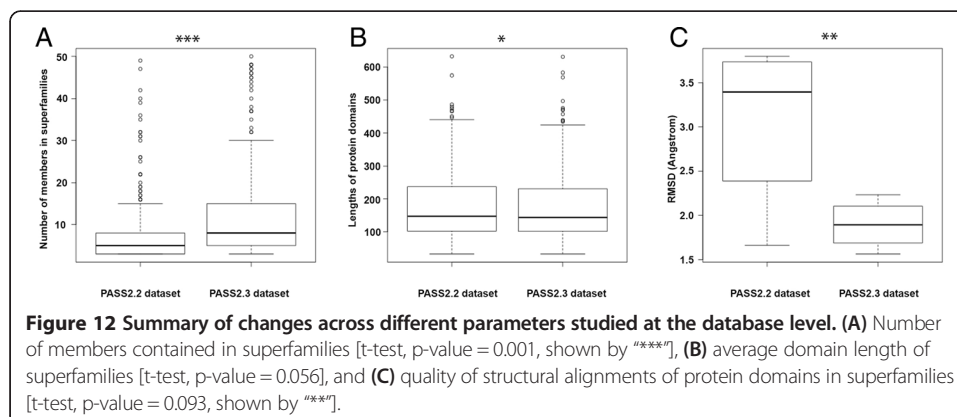 A
***
Number of members in superfamilies
50
40
30
20
10
PASS2.2 dataset PASS2.3 dataset
B
*
Lengths of protein domains
600
500
400
300
200
100
PASS2.2 dataset PASS2.3 dataset
C
**
RMSD (Angstrom)
3.5
3.0
2.5
2.0
1.5
PASS2.2 dataset PASS2.3 dataset
Figure 12 Summary of changes across different parameters studied at the database level. (A) Number
of members contained in superfamilies [t-test, p-value = 0.001, shown by “***”], (B) average domain length of
superfamilies [t-test, p-value = 0.056], and (C) quality of structural alignments of protein domains in superfamilies
[t-test, p-value = 0.093, shown by “**”].